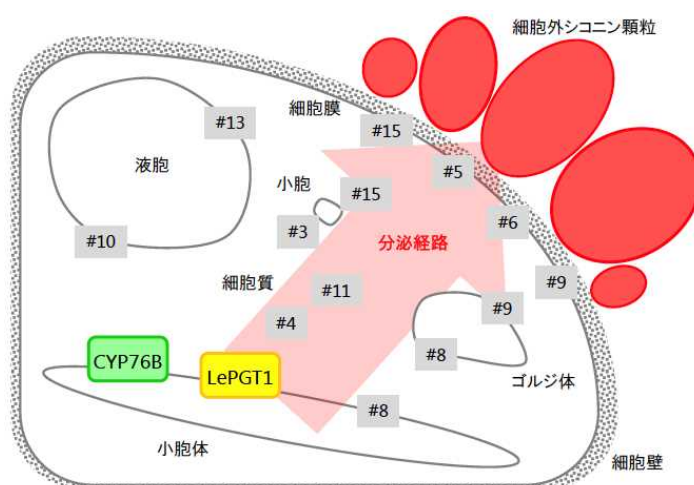 細胞外シコニン顆粒
細胞膜
#13
#15
液胞
小胞
#15
#5
#3
#6
#10
分泌経路
細胞質
#11
#9
#4
#9
CYP76B
#8
LePGT1
ゴルジ体
#8
小胞体
細胞壁